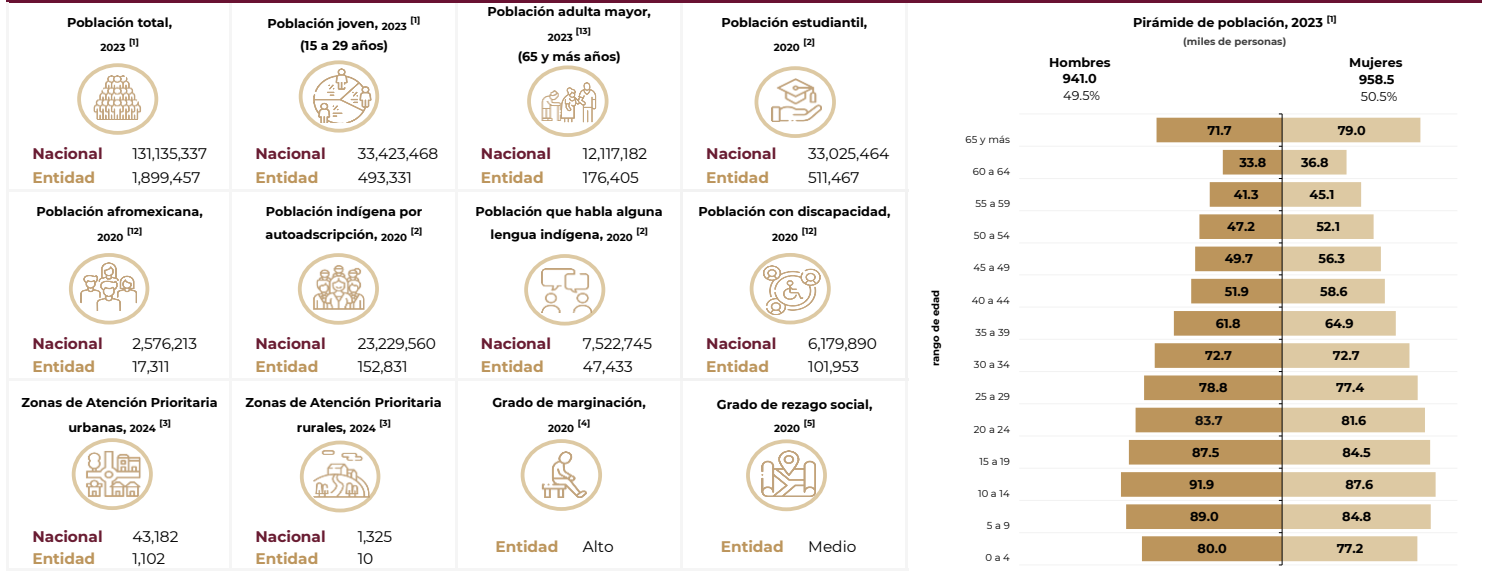 Población total,
2023 [1]
Nacional 131,135,337
Entidad 1,899,457
Población joven, 2023 [1]
(15 a 29 años)
Nacional 33,423,468
Entidad 493,331
Población adulta mayor,
2023 [13]
(65 y más años)
Nacional 12,117,182
Entidad 176,405
Población estudiantil,
2020 [2]
Nacional 33,025,464
Entidad 511,467
Población afromexicana,
2020 [12]
Nacional 2,576,213
Entidad 17,311
Población indígena por
autoadscripción, 2020 [2]
Nacional 23,229,560
Entidad 152,831
Población que habla alguna
lengua indígena, 2020 [2]
Nacional 7,522,745
Entidad 47,433
Población con discapacidad,
2020 [12]
Nacional 6,179,890
Entidad 101,953
Zonas de Atención Prioritaria
urbanas, 2024 [3]
Nacional 43,182
Entidad 1,102
Zonas de Atención Prioritaria
rurales, 2024 [3]
Nacional 1,325
Entidad 10
Grado de marginación,
2020 [4]
Entidad Alto
Grado de rezago social,
2020 [5]
Entidad Medio
Pirámide de población, 2023 [1]
(miles de personas)
Hombres Mujeres
941.0 958.5
49.5% 50.5%
rango de edad
65 y más 71.7 79.0
60 a 64 33.8 36.8
55 a 59 41.3 45.1
50 a 54 47.2 52.1
45 a 49 49.7 56.3
40 a 44 51.9 58.6
35 a 39 61.8 64.9
30 a 34 72.7 72.7
25 a 29 78.8 77.4
20 a 24 83.7 81.6
15 a 19 87.5 84.5
10 a 14 91.9 87.6
5 a 9 89.0 84.8
0 a 4 80.0 77.2